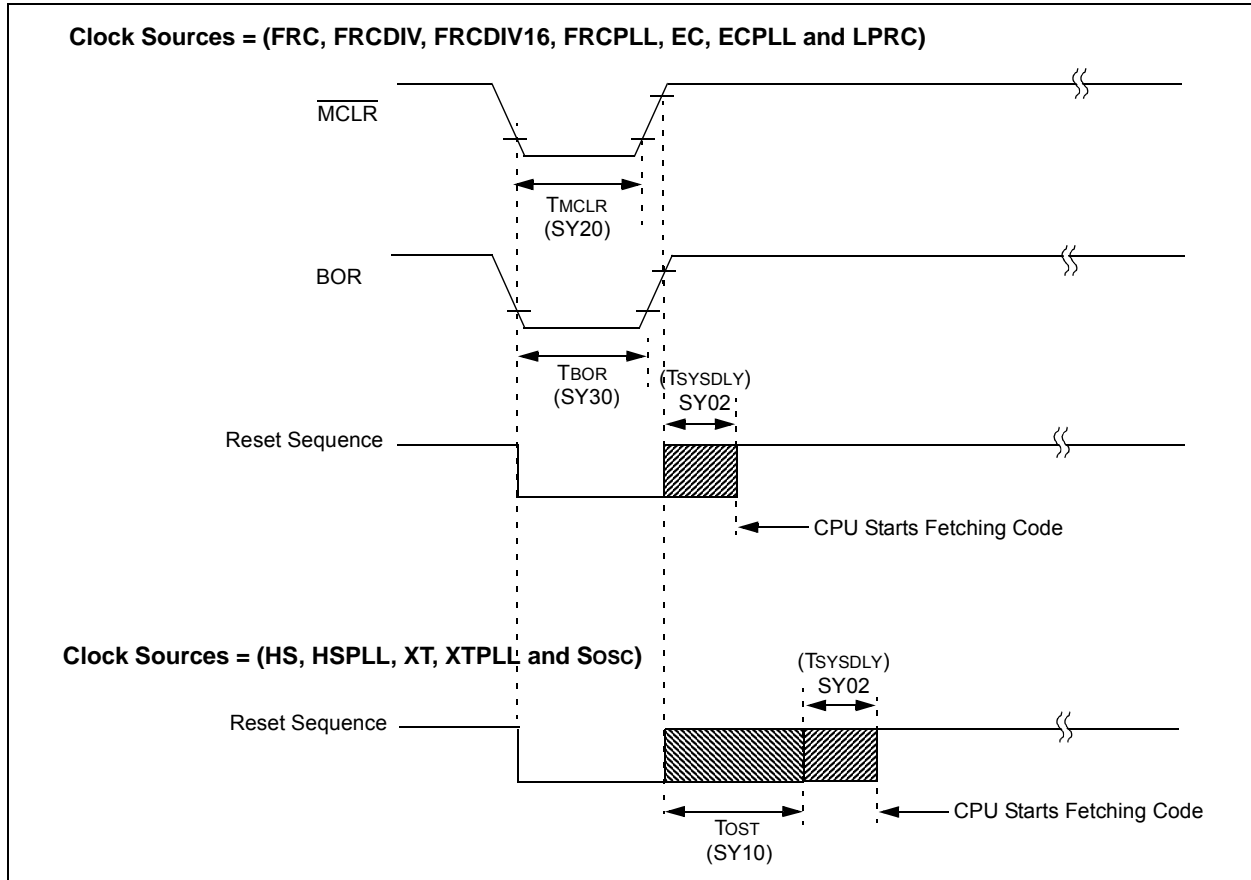 Clock Sources = (FRC, FRCDIV, FRCDIV16, FRCPLL, EC, ECPLL and LPRC)
MCLR
TMCLR
(SY20)
BOR
TBOR
(SY30)
(TSYSDLY)
SY02
Reset Sequence
CPU Starts Fetching Code
Clock Sources = (HS, HSPLL, XT, XTPLL and SOSC)
(TSYSDLY)
SY02
Reset Sequence
CPU Starts Fetching Code
TOST
(SY10)